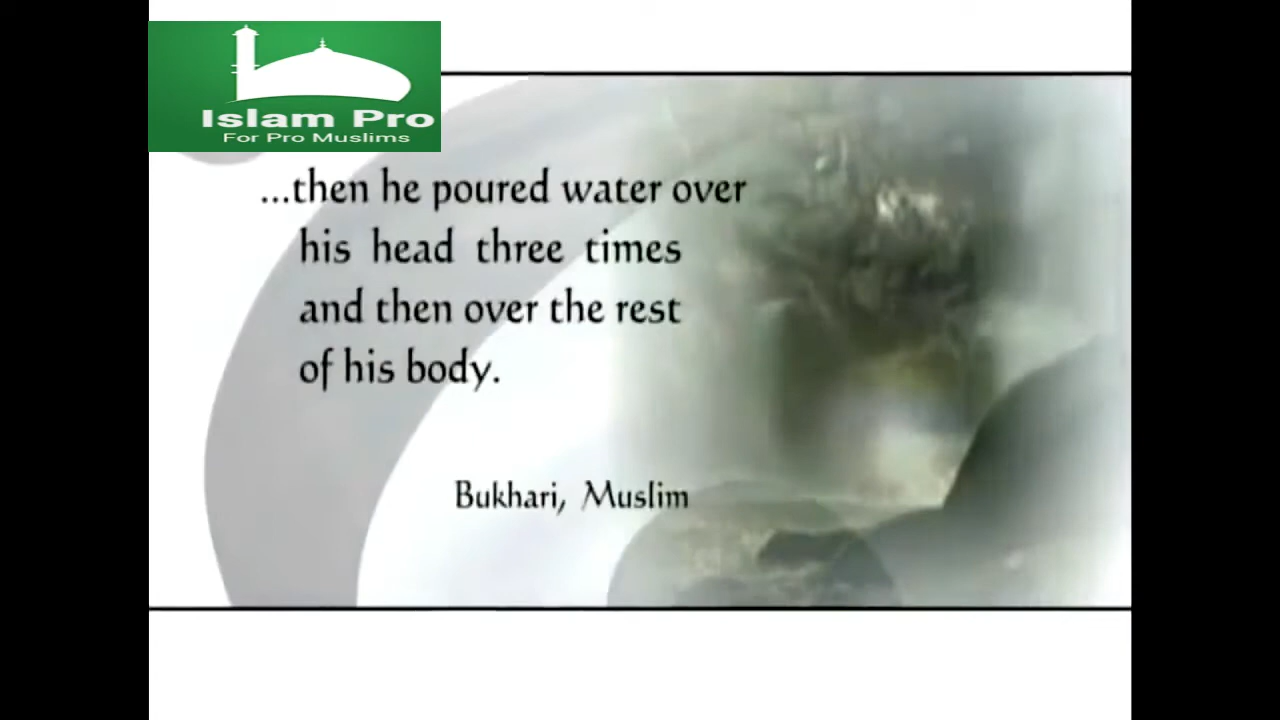 Islam Pro
For Pro Muslims
...then he poured water over
his head three times
and then over the rest
of his body.
Bukhari, Muslim